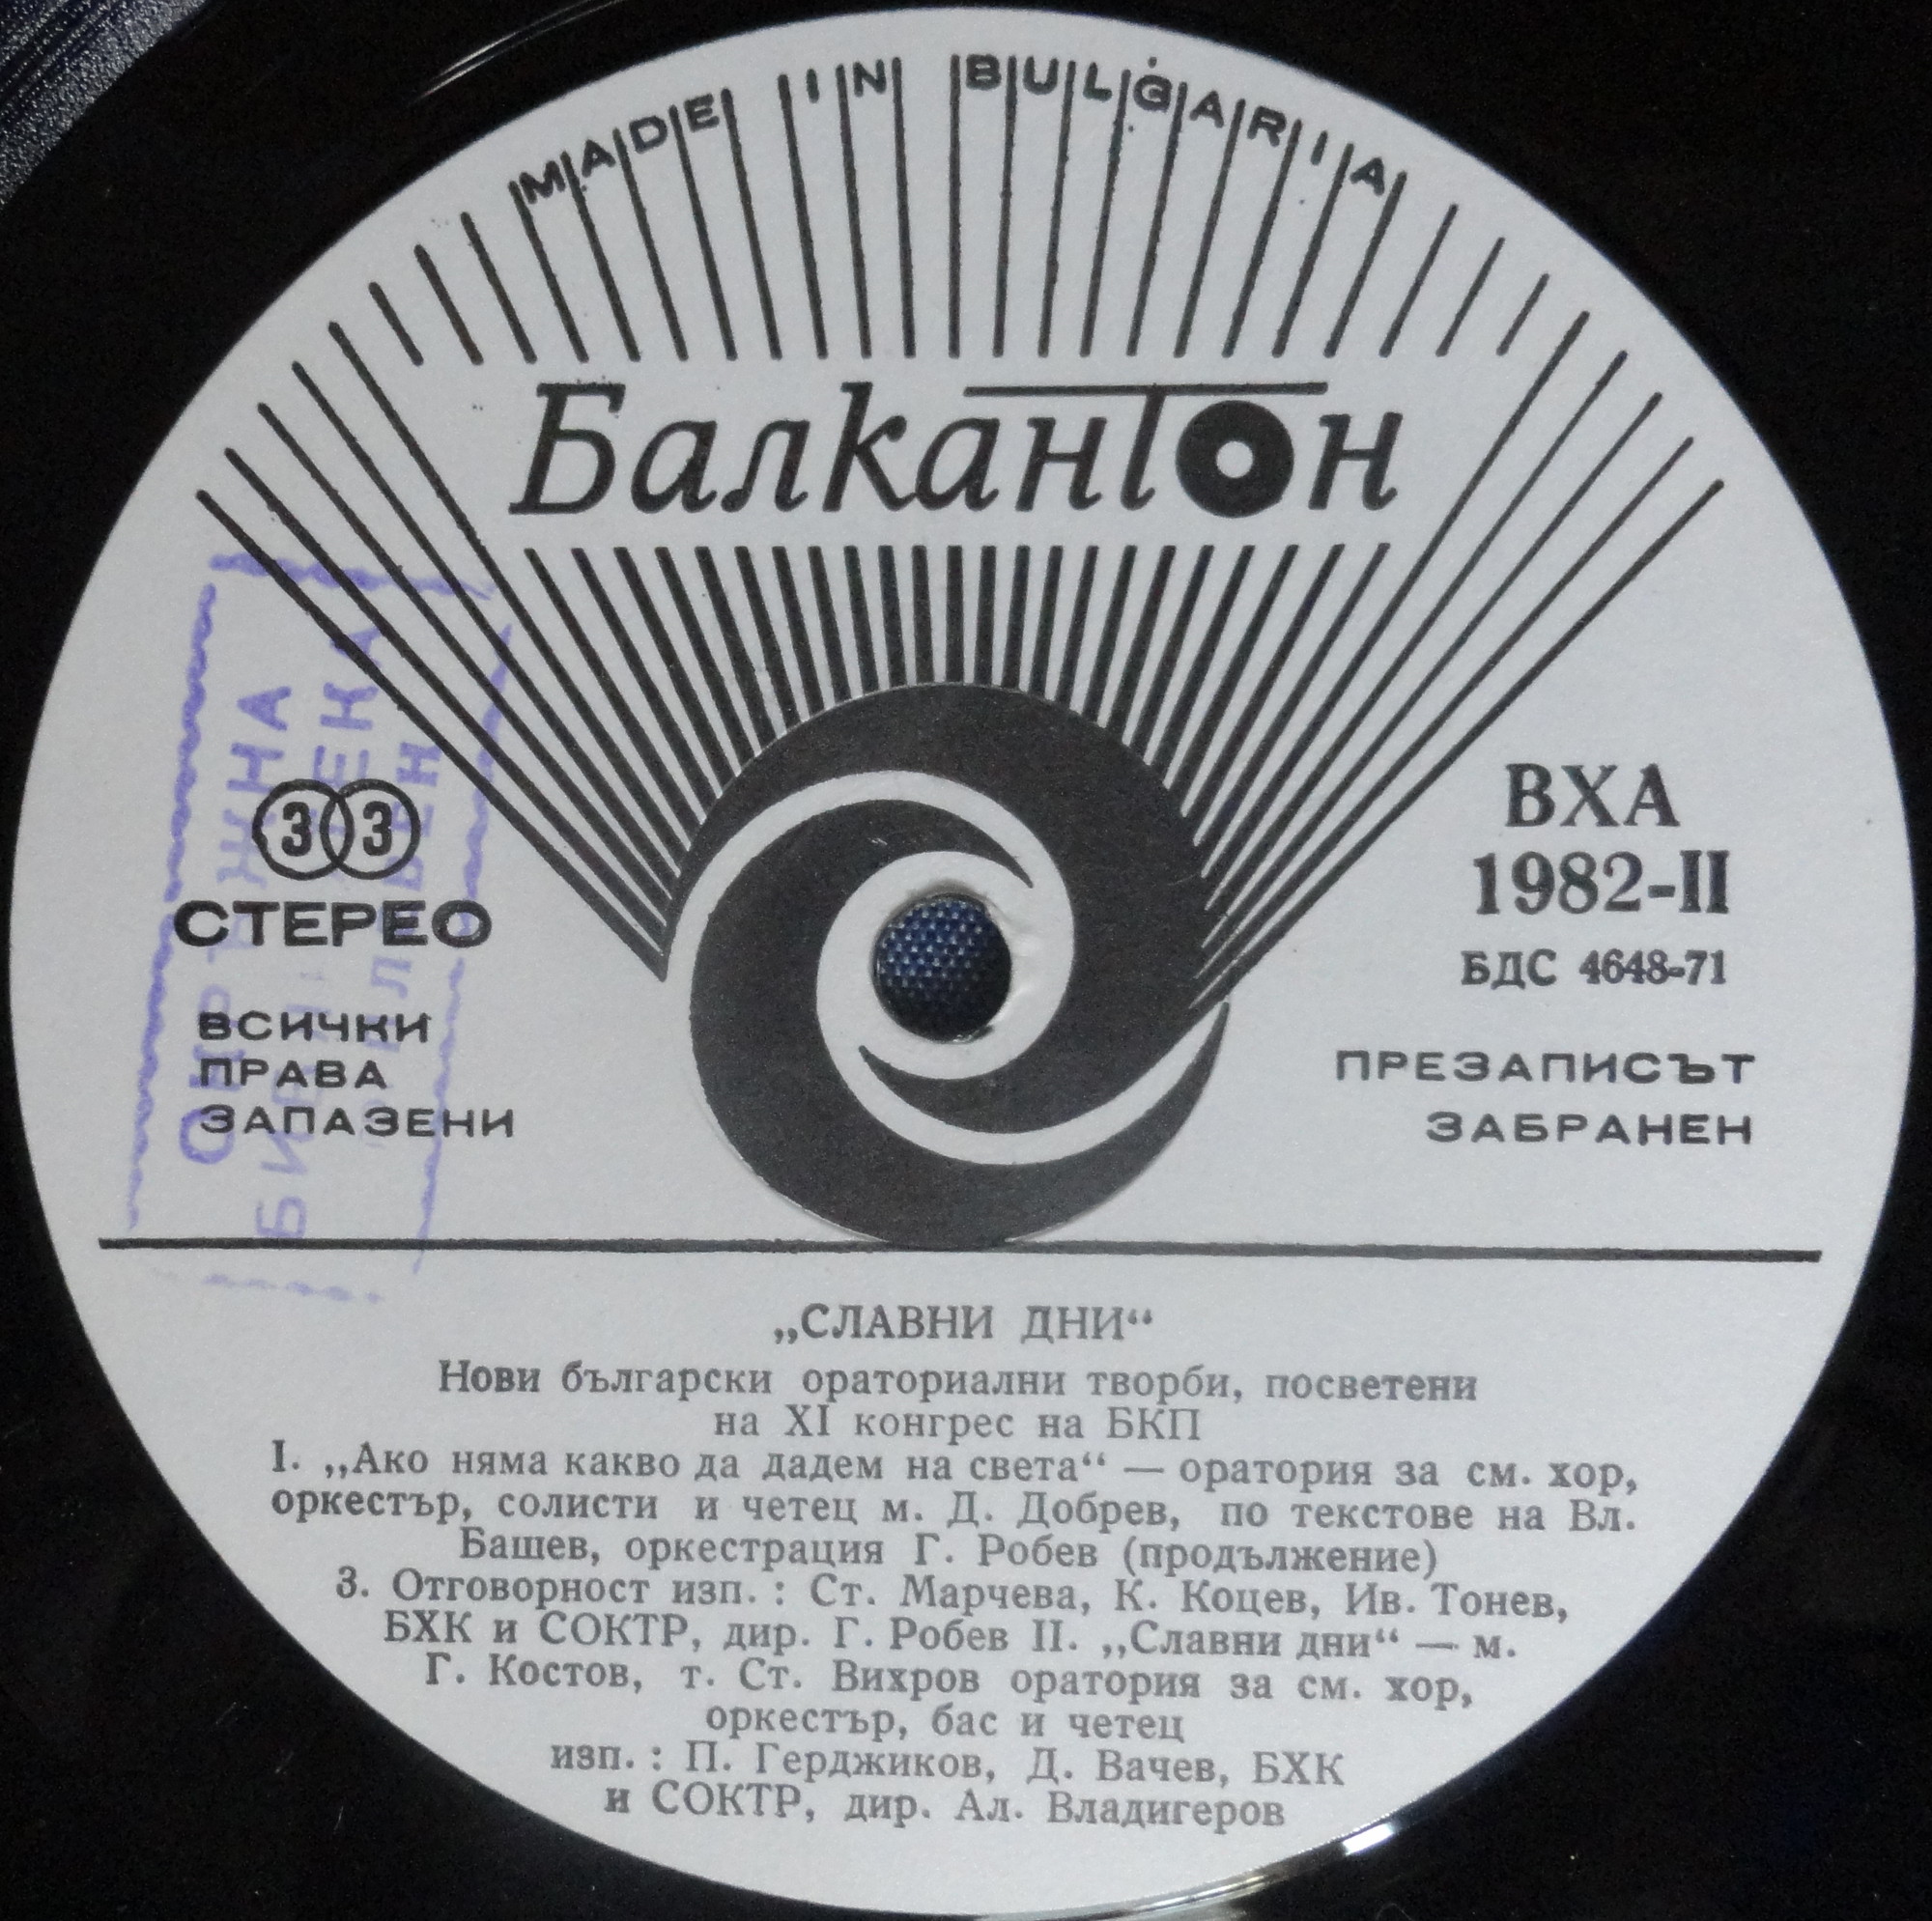 MADE IN BULGARIA
Балкантон
33
СТЕРЕО
ВСИЧКИ
ПРАВА
ЗАПАЗЕНИ
ВХА
1982-II
БДС 4648-71
ПРЕЗАПИСЪТ
ЗАБРАНЕН
„СЛАВНИ ДНИ“
Нови български ораториални творби, посветени
на XI конгрес на БКП
I. „Ако няма какво да дадем на света“ — оратория за см. хор,
оркестър, солисти и четец м. Д. Добрев, по текстове на Вл.
Башев, оркестрация Г. Робев (продължение)
3. Отговорност изп. : Ст. Марчева, К. Коцев, Ив. Тонев,
БХК и СОКТР, дир. Г. Робев II. „Славни дни“ — м.
Г. Костов, т. Ст. Вихров оратория за см. хор,
оркестър, бас и четец
изп. : П. Герджиков, Д. Вачев, БХК
и СОКТР, дир. Ал. Владигеров